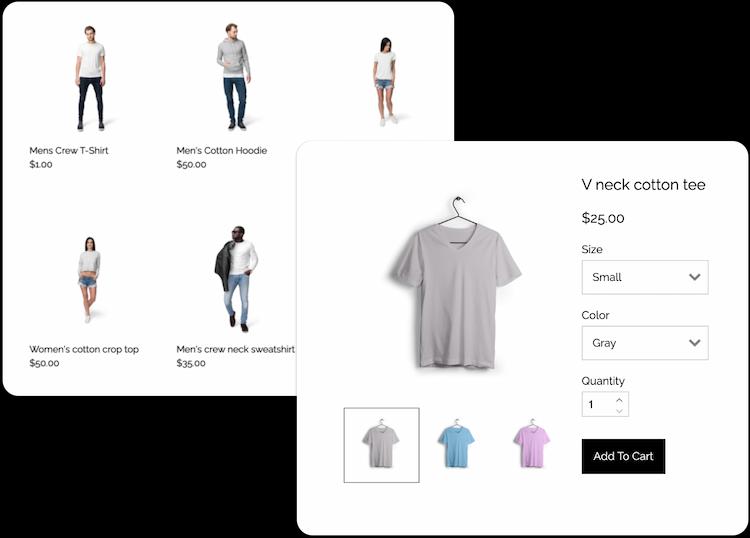 Mens Crew T-Shirt
$1.00
Men's Cotton Hoodie
$50.00
Women's cotton crop top
$50.00
Men's crew neck sweatshirt
$35.00
V neck cotton tee
$25.00
Size
Small
Color
Gray
Quantity
1
Add To Cart